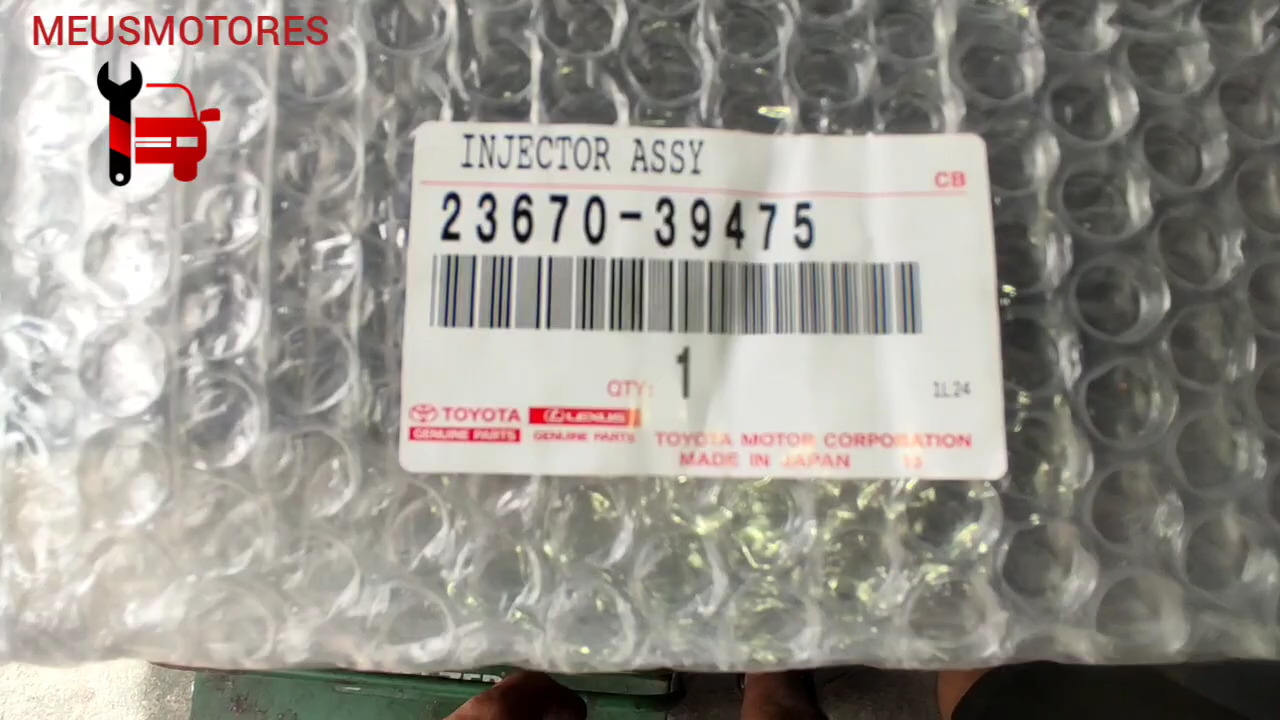 MEUSMOTORES
INJECTOR ASSY
CB
23670-39475
QTY: 1
1L24
TOYOTA LEXUS
GENUINE PARTS GENUINE PARTS
TOYOTA MOTOR CORPORATION
MADE IN JAPAN